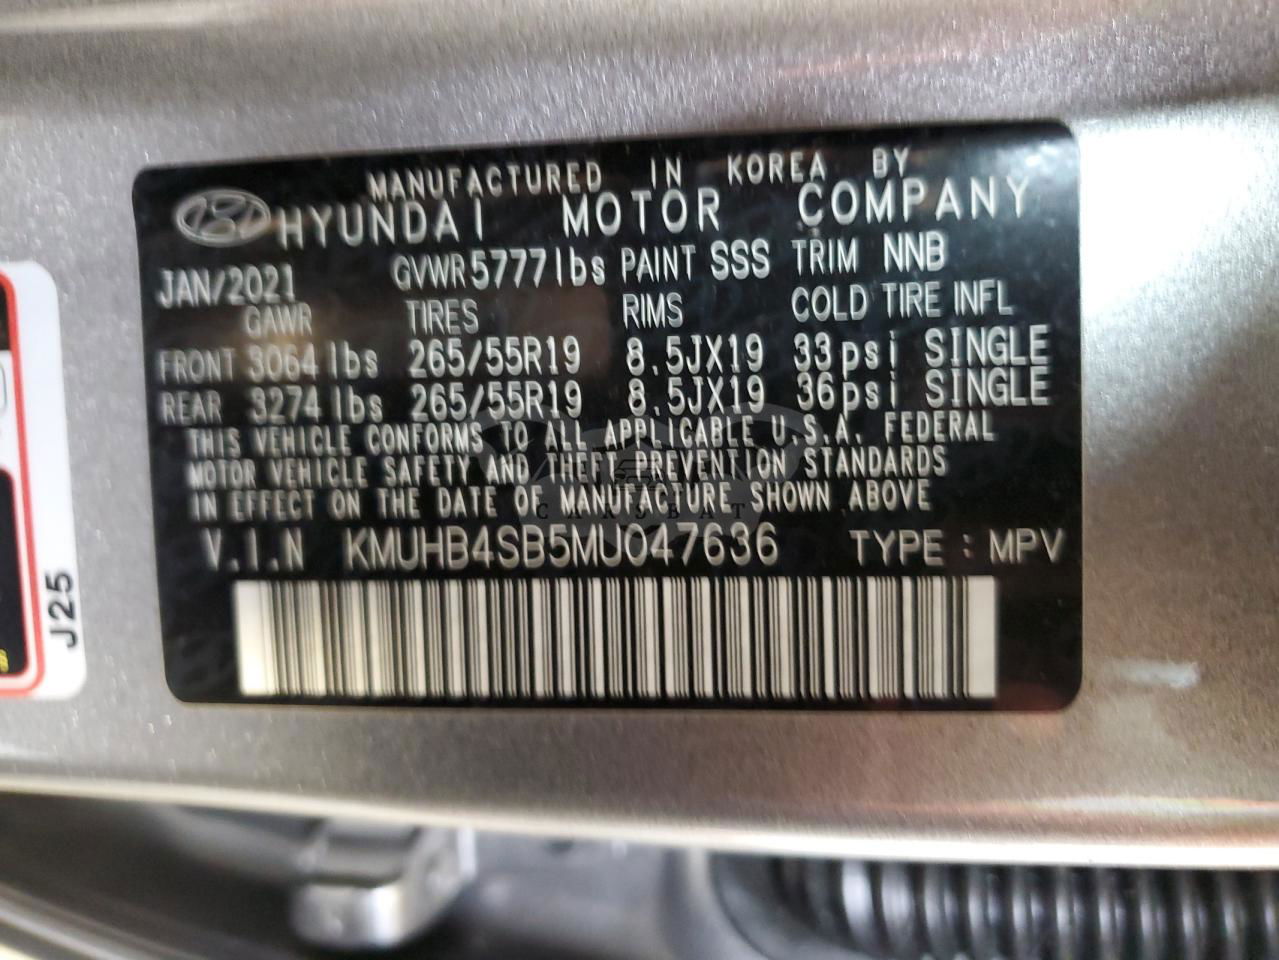 MANUFACTURED IN KOREA BY
HYUNDAI MOTOR COMPANY
JAN/2021 GVWR 5777lbs PAINT SSS TRIM NNB
GAWR TIRES RIMS COLD TIRE INFL
FRONT 3064lbs 265/55R19 8.5JX19 33psi SINGLE
REAR 3274lbs 265/55R19 8.5JX19 36psi SINGLE
THIS VEHICLE CONFORMS TO ALL APPLICABLE U.S.A. FEDERAL
MOTOR VEHICLE SAFETY AND THEFT PREVENTION STANDARDS
IN EFFECT ON THE DATE OF MANUFACTURE SHOWN ABOVE
V.I.N KMUHB4SB5MU047636 TYPE : MPV
J25
CARSBAT